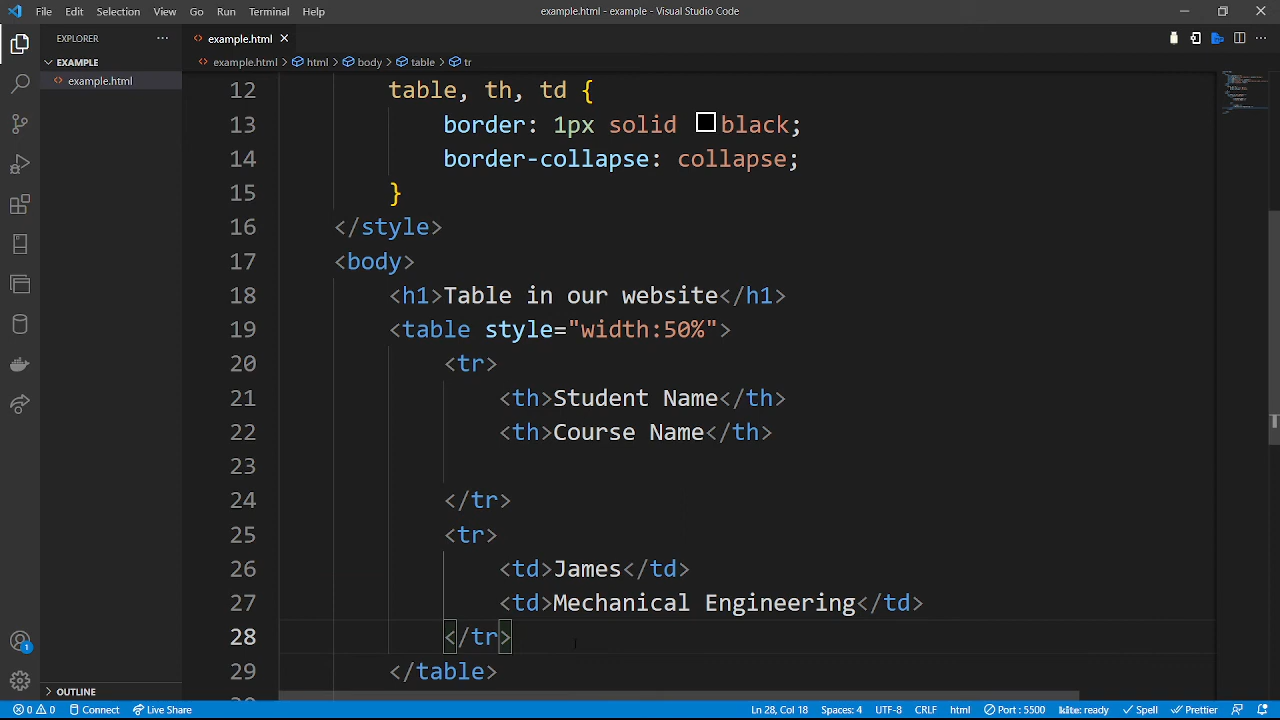 File Edit Selection View Go Run Terminal Help
example.html - example - Visual Studio Code
EXPLORER
EXAMPLE
example.html
example.html
example.html html body table tr
12 table, th, td {
13 border: 1px solid black;
14 border-collapse: collapse;
15 }
16 </style>
17 <body>
18 <h1>Table in our website</h1>
19 <table style="width:50%">
20 <tr>
21 <th>Student Name</th>
22 <th>Course Name</th>
23
24 </tr>
25 <tr>
26 <td>James</td>
27 <td>Mechanical Engineering</td>
28 </tr>
29 </table>
1
OUTLINE
0 0 Connect Live Share Ln 28, Col 18 Spaces: 4 UTF-8 CRLF html Port : 5500 kite: ready Spell Prettier